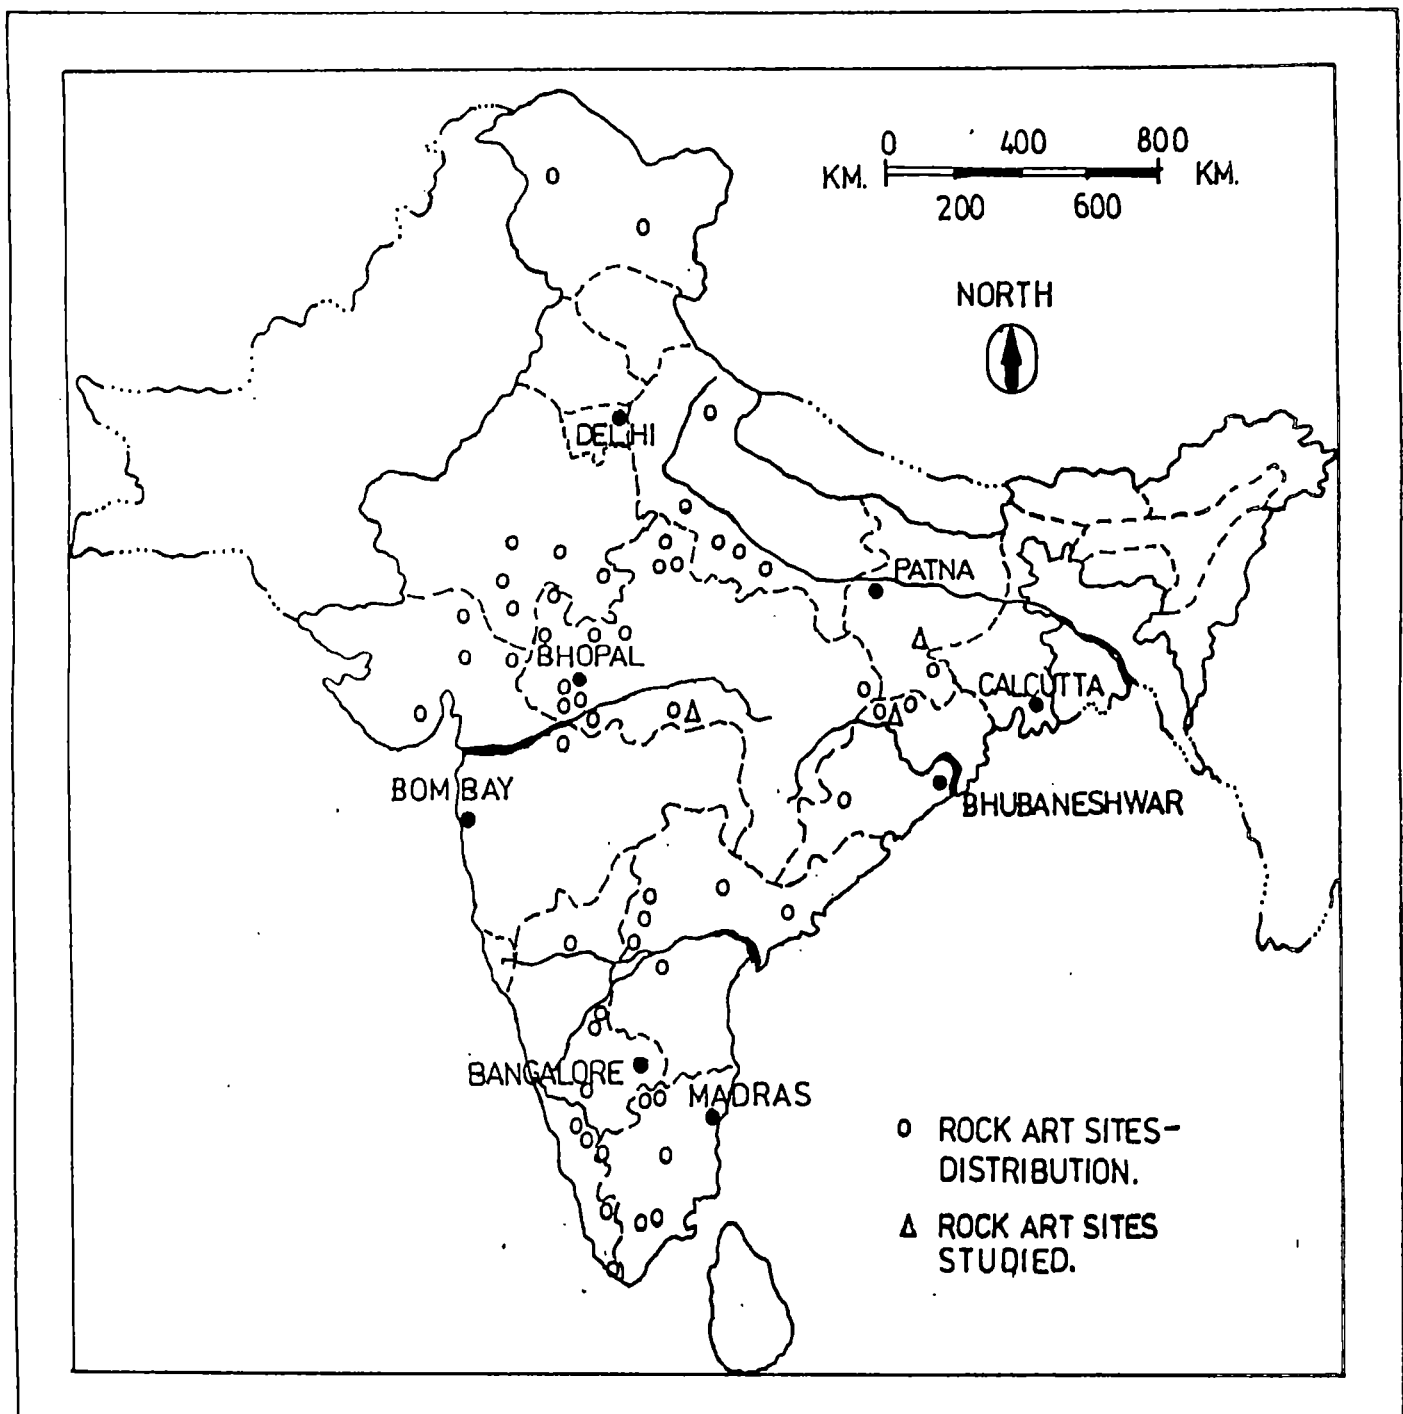 0 400 800
KM. KM.
200 600
NORTH
DELHI
PATNA
BHOPAL
CALCUTTA
BOMBAY
BHUBANESHWAR
BANGALORE
MADRAS
ROCK ART SITES-
DISTRIBUTION.
ROCK ART SITES
STUDIED.